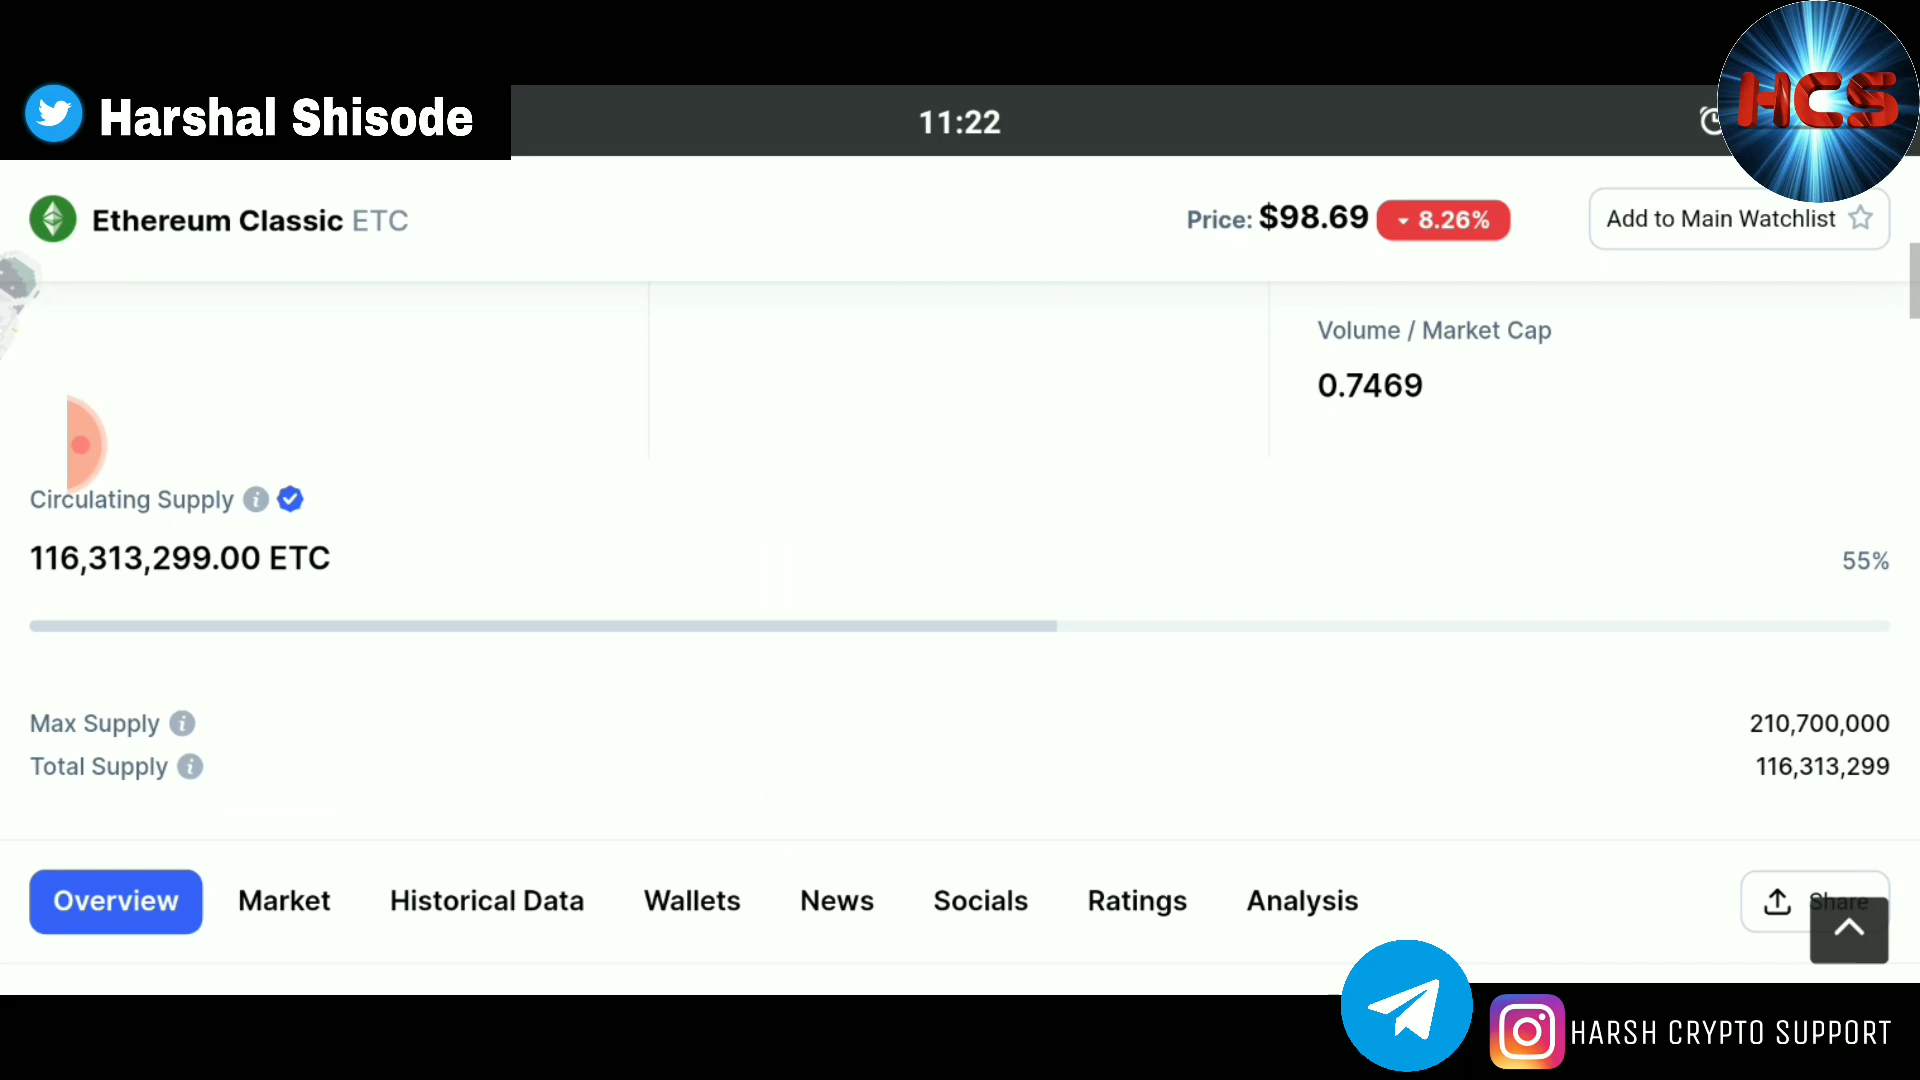 Harshal Shisode
11:22
HCS
Ethereum Classic ETC
Price: $98.69 8.26%
Add to Main Watchlist
Volume / Market Cap
0.7469
Circulating Supply
116,313,299.00 ETC
55%
Max Supply
210,700,000
Total Supply
116,313,299
Overview Market Historical Data Wallets News Socials Ratings Analysis Share
HARSH CRYPTO SUPPORT